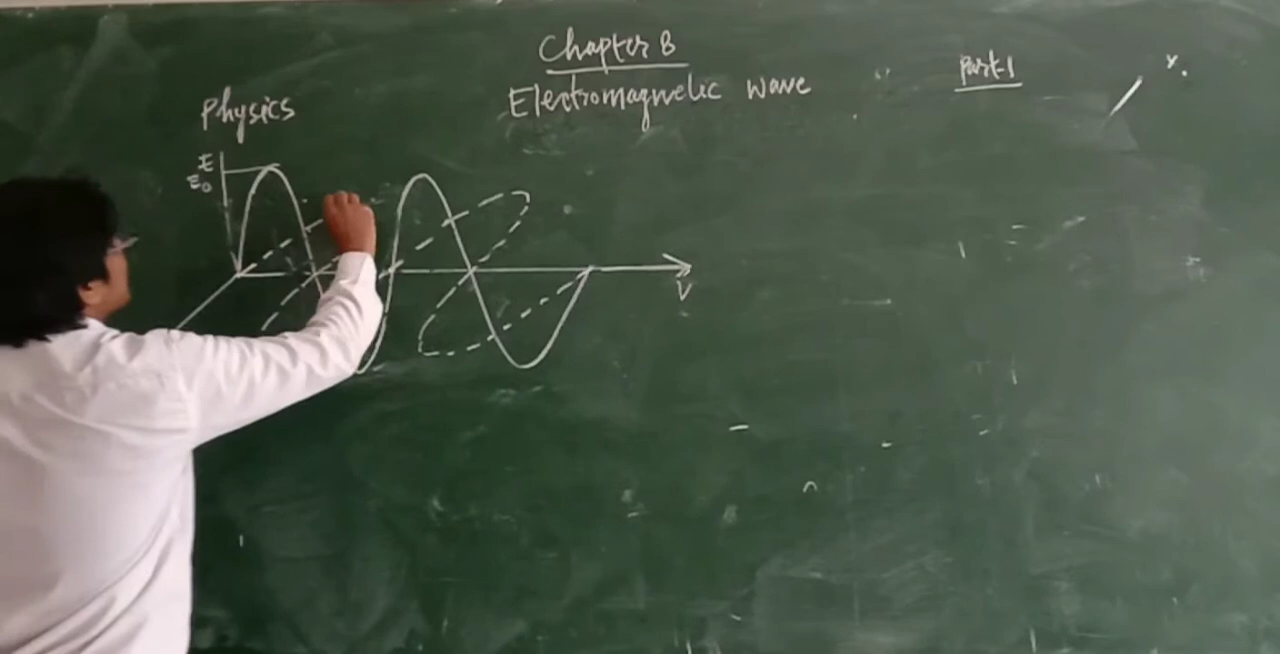 Chapter 8
Electromagnetic wave
Part-1
Physics
E
E₀
V